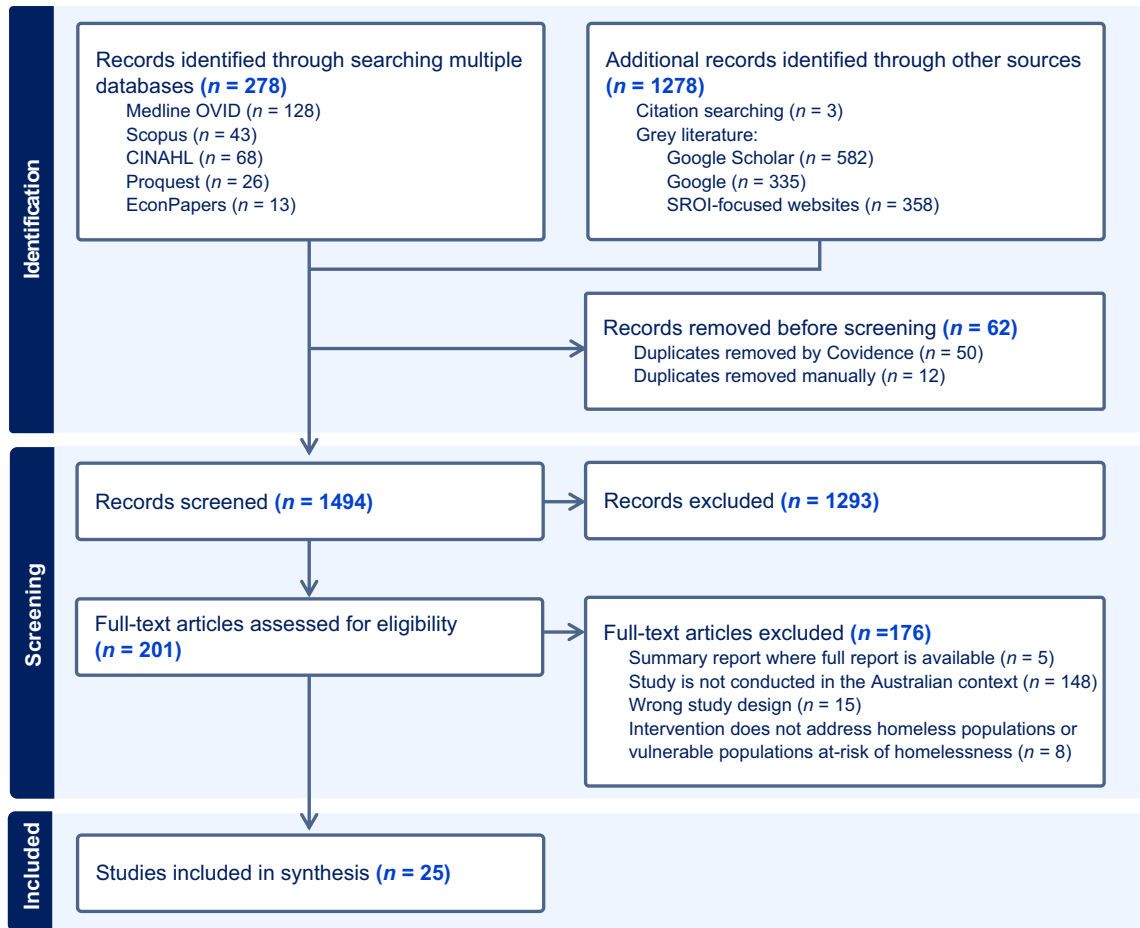 Identification
Records identified through searching multiple
databases (n = 278)
Medline OVID (n = 128)
Scopus (n = 43)
CINAHL (n = 68)
Proquest (n = 26)
EconPapers (n = 13)
Additional records identified through other sources
(n = 1278)
Citation searching (n = 3)
Grey literature:
Google Scholar (n = 582)
Google (n = 335)
SROI-focused websites (n = 358)
Records removed before screening (n = 62)
Duplicates removed by Covidence (n = 50)
Duplicates removed manually (n = 12)
Screening
Records screened (n = 1494)
Records excluded (n = 1293)
Full-text articles assessed for eligibility
(n = 201)
Full-text articles excluded (n =176)
Summary report where full report is available (n = 5)
Study is not conducted in the Australian context (n = 148)
Wrong study design (n = 15)
Intervention does not address homeless populations or
vulnerable populations at-risk of homelessness (n = 8)
Included
Studies included in synthesis (n = 25)